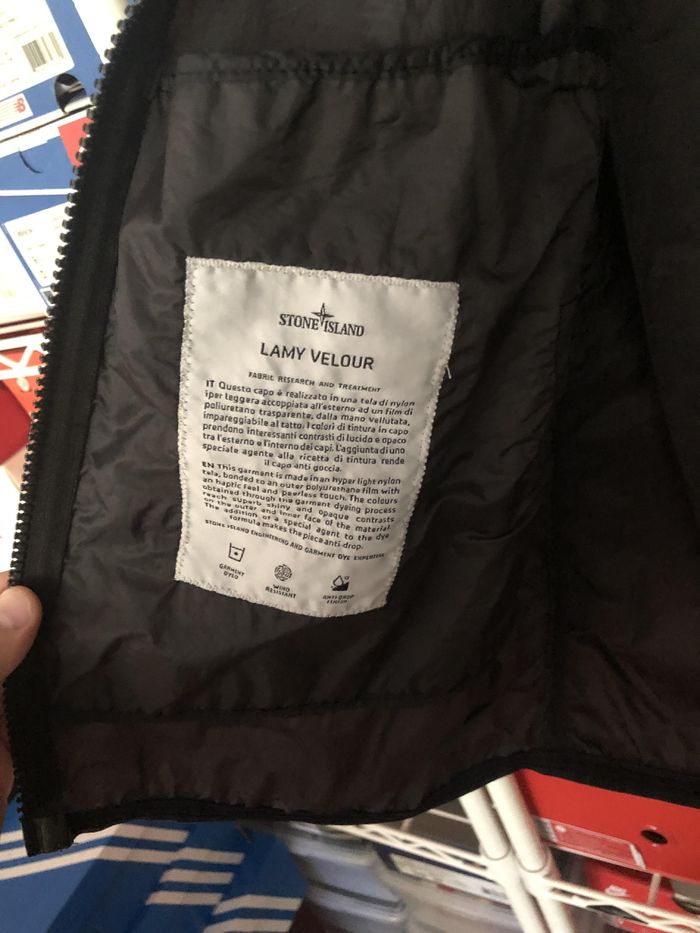 STONE ISLAND
LAMY VELOUR
FABRIC RESEARCH AND TREATMENT
IT Questo capo è realizzato in una tela di nylon
iper leggera accoppiata all'esterno ad un film di
poliuretano trasparente, dalla mano vellutata,
impareggiabile al tatto. I colori di tintura in capo
prendono interessanti contrasti di lucido e opaco
tra l'esterno e l'interno dei capi. L'aggiunta di uno
speciale agente alla ricetta di tintura rende
il capo anti goccia.
EN This garment is made in an hyper light nylon
tela, bonded to an outer polyurethane film with
an haptic feel and peerless touch. The colours
obtained through the garment dyeing process
reach superb shiny and opaque contrasts
on the outer and inner face of the material.
The addition of a special agent to the dye
formula makes the piece anti-drop.
STONE ISLAND ENGINEERING AND GARMENT DYE EXPERTISE
GARMENT
DYED
WIND
RESISTANT
ANTI-DROP
FINISH